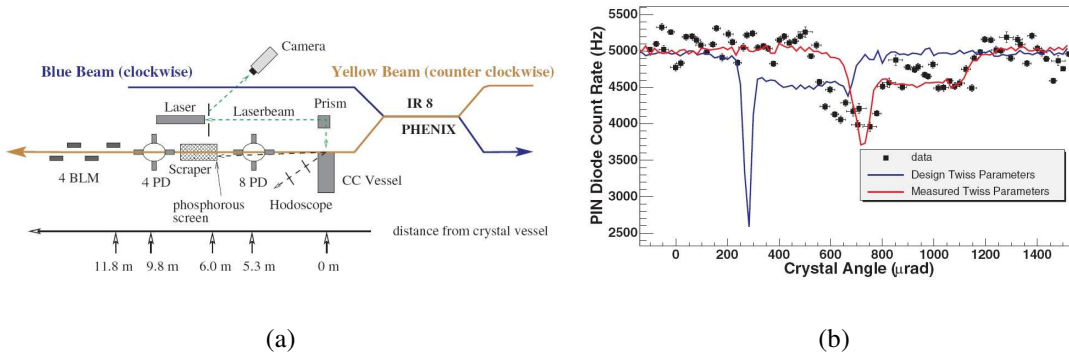 Camera
Blue Beam (clockwise)
Yellow Beam (counter clockwise)
Laser
Laserbeam
Prism
IR 8
PHENIX
Scraper
4 BLM
4 PD
8 PD
CC Vessel
phosphorous
screen
Hodoscope
distance from crystal vessel
11.8 m
9.8 m
6.0 m
5.3 m
0 m
(a)
PIN Diode Count Rate (Hz)
5500
5000
4500
4000
3500
3000
2500
data
Design Twiss Parameters
Measured Twiss Parameters
0 200 400 600 800 1000 1200 1400
Crystal Angle (μrad)
(b)